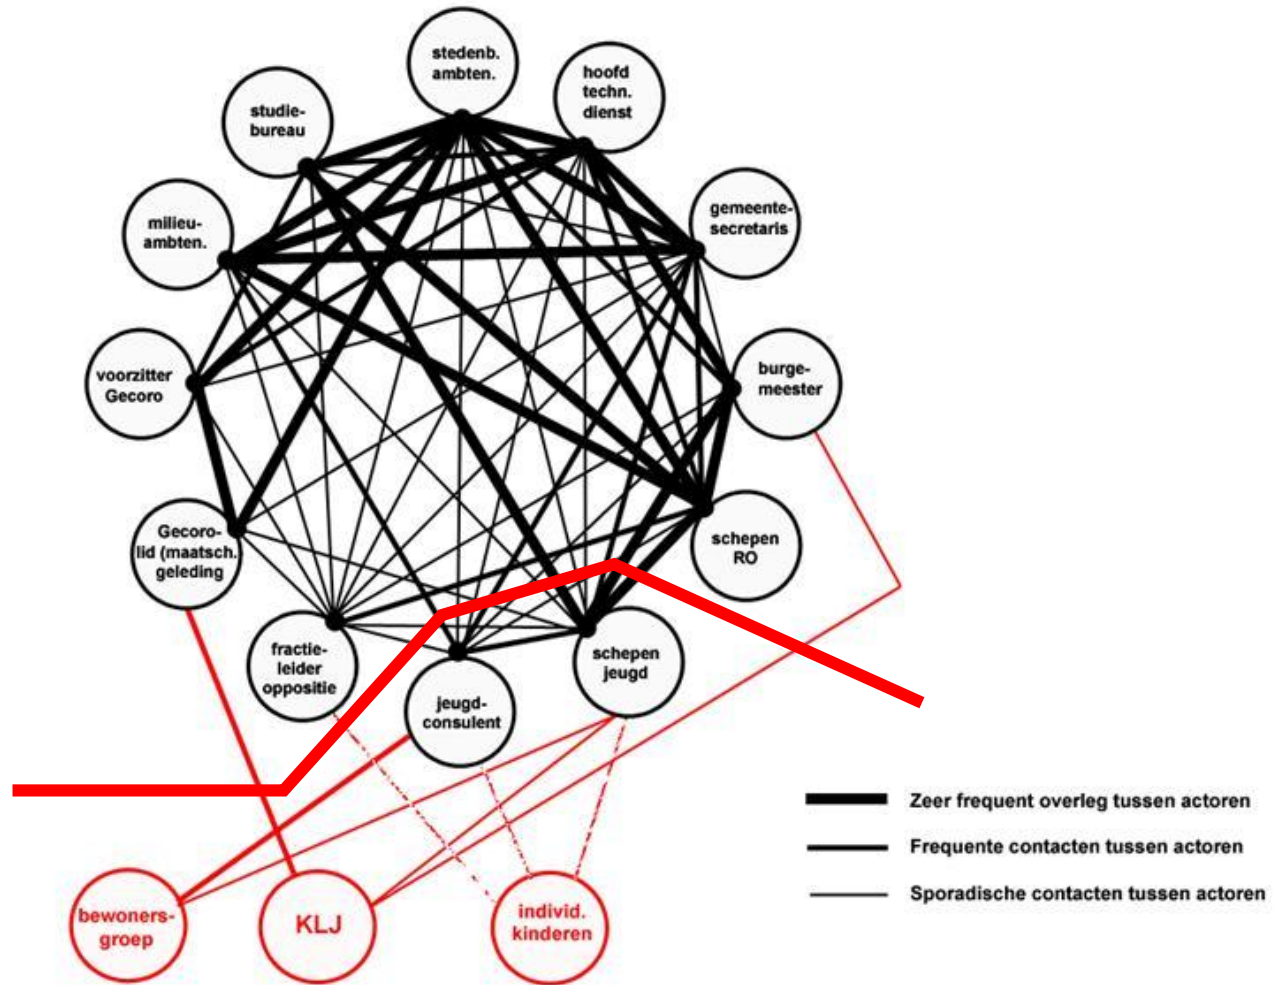 stedenb.
ambten.
hoofd
techn.
dienst
studie-
bureau
gemeente-
secretaris
milieu-
ambten.
burge-
meester
voorzitter
Gecoro
schepen
RO
Gecoro-
lid (maatsch.
geleding
fractie-
leider
oppositie
schepen
jeugd
jeugd-
consulent
Zeer frequent overleg tussen actoren
Frequente contacten tussen actoren
Sporadische contacten tussen actoren
bewoners-
groep
KLJ
individ.
kinderen